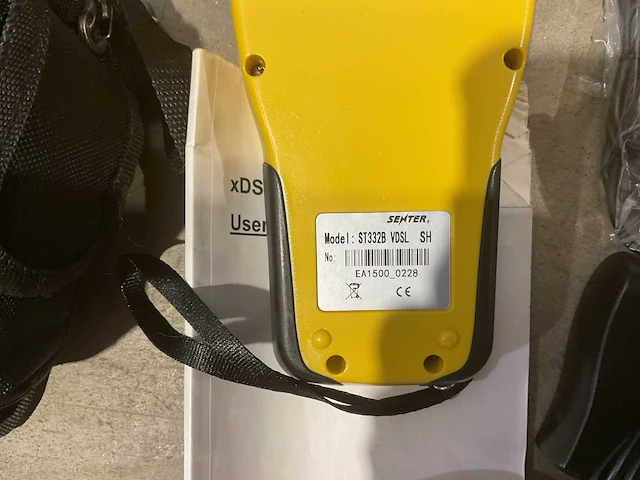 xDS
User
SENTER®
Model: ST332B VDSL SH
No:
EA1500_0228
CE